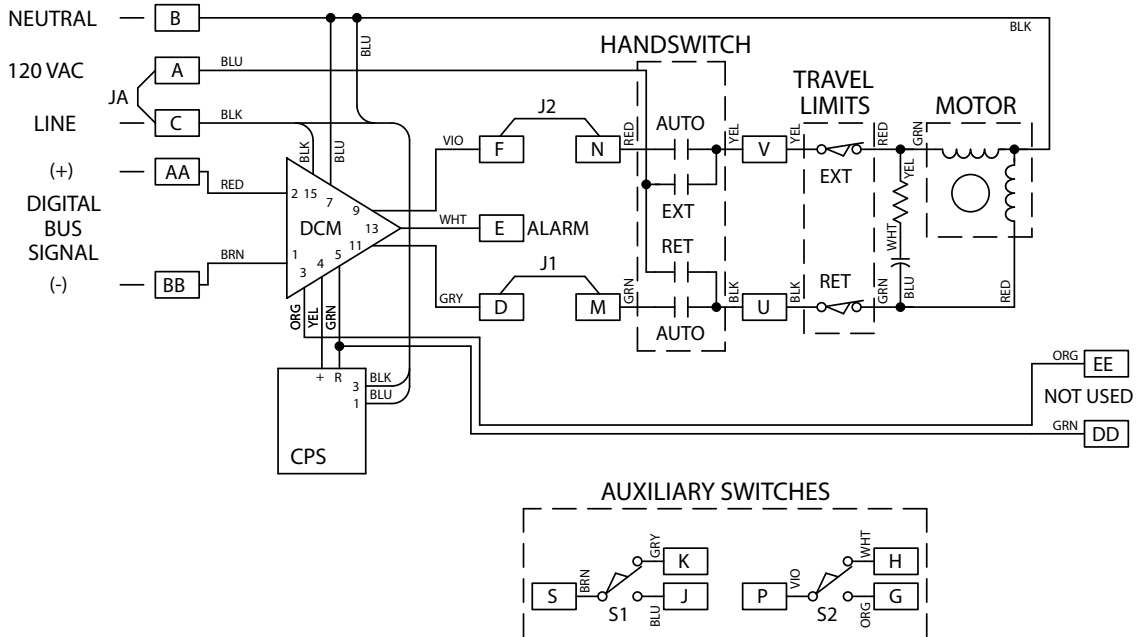 NEUTRAL
B
BLU
BLK
HANDSWITCH
120 VAC
A
BLU
TRAVEL
LIMITS
MOTOR
JA
LINE
C
BLK
BLK
BLU
J2
VIO
F
N
RED
AUTO
YEL
V
YEL
EXT
RED
GRN
YEL
(+)
AA
RED
2
15
7
9
EXT
DIGITAL
BUS
SIGNAL
DCM
13
WHT
E
ALARM
WHT
11
RET
J1
BRN
1
3
4
5
(-)
BB
GRY
D
M
GRN
AUTO
BLK
U
BLK
RET
GRN
BLU
RED
ORG
YEL
GRN
+
R
3
BLK
1
BLU
CPS
ORG
EE
NOT USED
GRN
DD
AUXILIARY SWITCHES
S
BRN
S1
GRY
K
BLU
J
P
VIO
S2
WHT
H
ORG
G